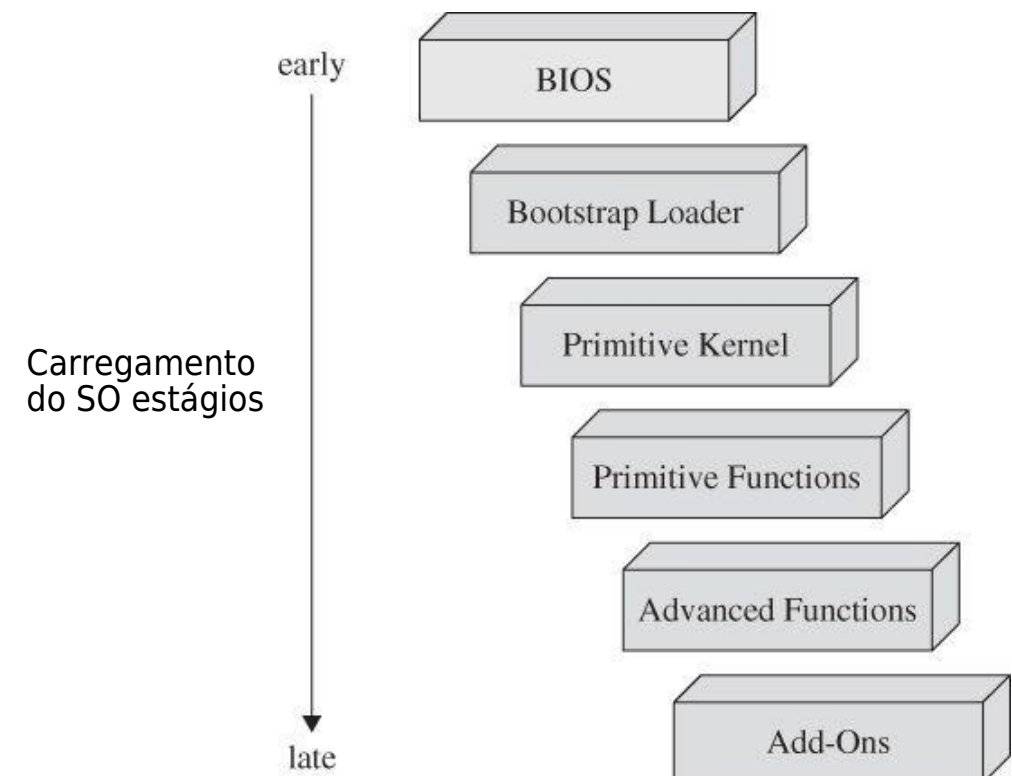 early
BIOS
Bootstrap Loader
Primitive Kernel
Carregamento
do SO estágios
Primitive Functions
Advanced Functions
Add-Ons
late